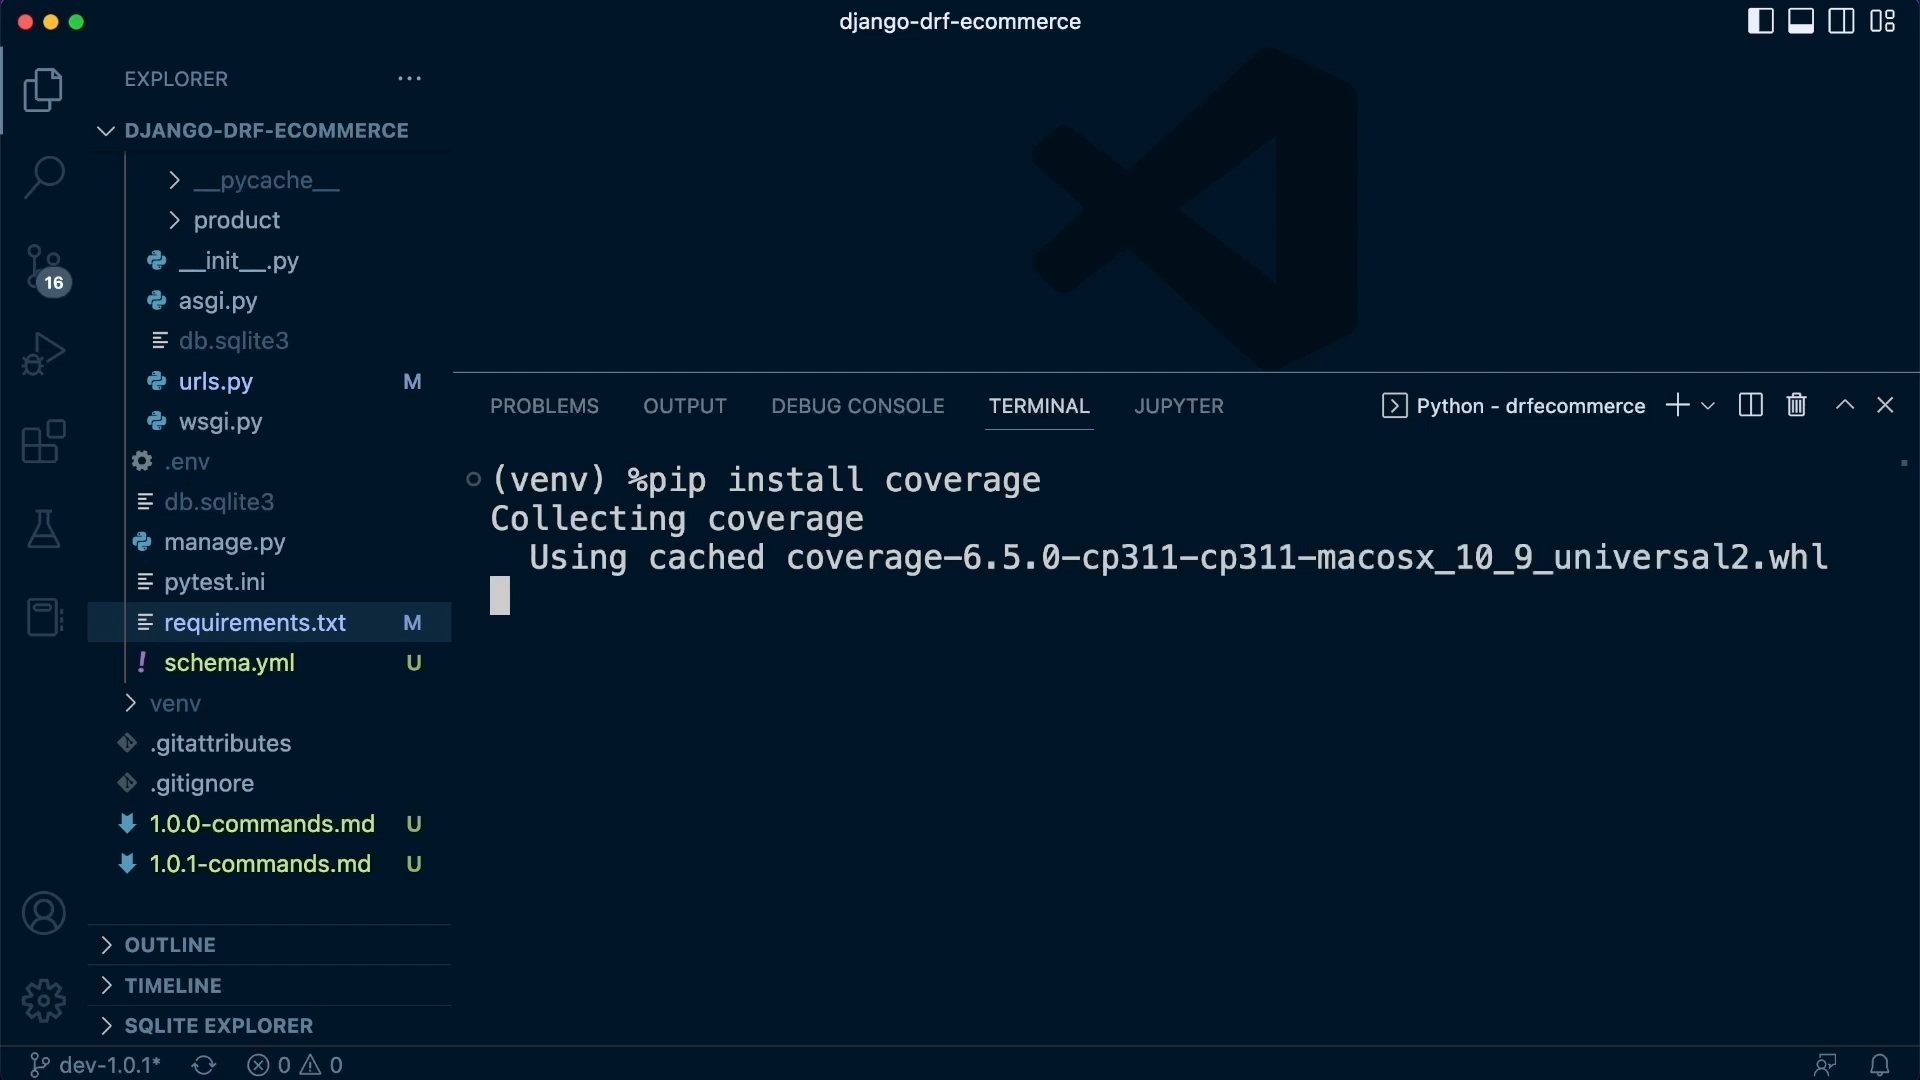 django-drf-ecommerce
EXPLORER
DJANGO-DRF-ECOMMERCE
__pycache__
product
__init__.py
asgi.py
db.sqlite3
urls.py M
wsgi.py
.env
db.sqlite3
manage.py
pytest.ini
requirements.txt M
! schema.yml U
venv
.gitattributes
.gitignore
1.0.0-commands.md U
1.0.1-commands.md U
OUTLINE
TIMELINE
SQLITE EXPLORER
16
PROBLEMS OUTPUT DEBUG CONSOLE TERMINAL JUPYTER Python - drfecommerce
(venv) %pip install coverage
Collecting coverage
Using cached coverage-6.5.0-cp311-cp311-macosx_10_9_universal2.whl
dev-1.0.1* 0 0